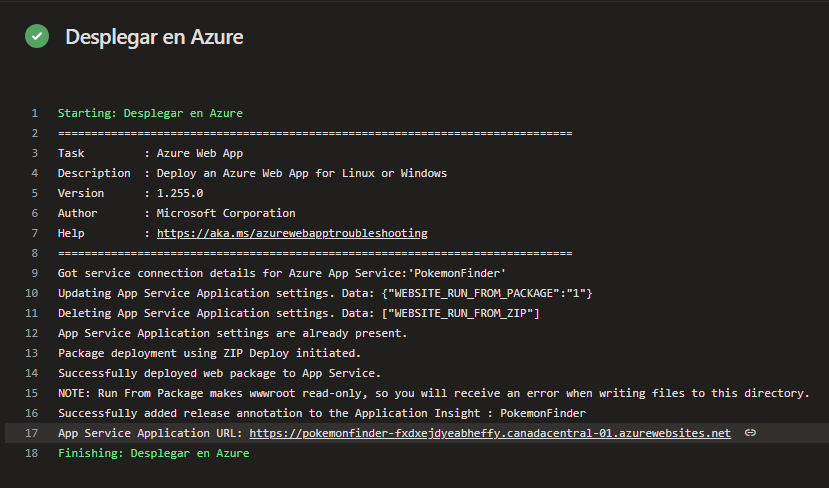 Desplegar en Azure
1 Starting: Desplegar en Azure
2 ==============================================================================
3 Task         : Azure Web App
4 Description  : Deploy an Azure Web App for Linux or Windows
5 Version      : 1.255.0
6 Author       : Microsoft Corporation
7 Help         : https://aka.ms/azurewebapptroubleshooting
8 ==============================================================================
9 Got service connection details for Azure App Service:'PokemonFinder'
10 Updating App Service Application settings. Data: {"WEBSITE_RUN_FROM_PACKAGE":"1"}
11 Deleting App Service Application settings. Data: ["WEBSITE_RUN_FROM_ZIP"]
12 App Service Application settings are already present.
13 Package deployment using ZIP Deploy initiated.
14 Successfully deployed web package to App Service.
15 NOTE: Run From Package makes wwwroot read-only, so you will receive an error when writing files to this directory.
16 Successfully added release annotation to the Application Insight : PokemonFinder
17 App Service Application URL: https://pokemonfinder-fxdxejdyeabheffy.canadacentral-01.azurewebsites.net
18 Finishing: Desplegar en Azure